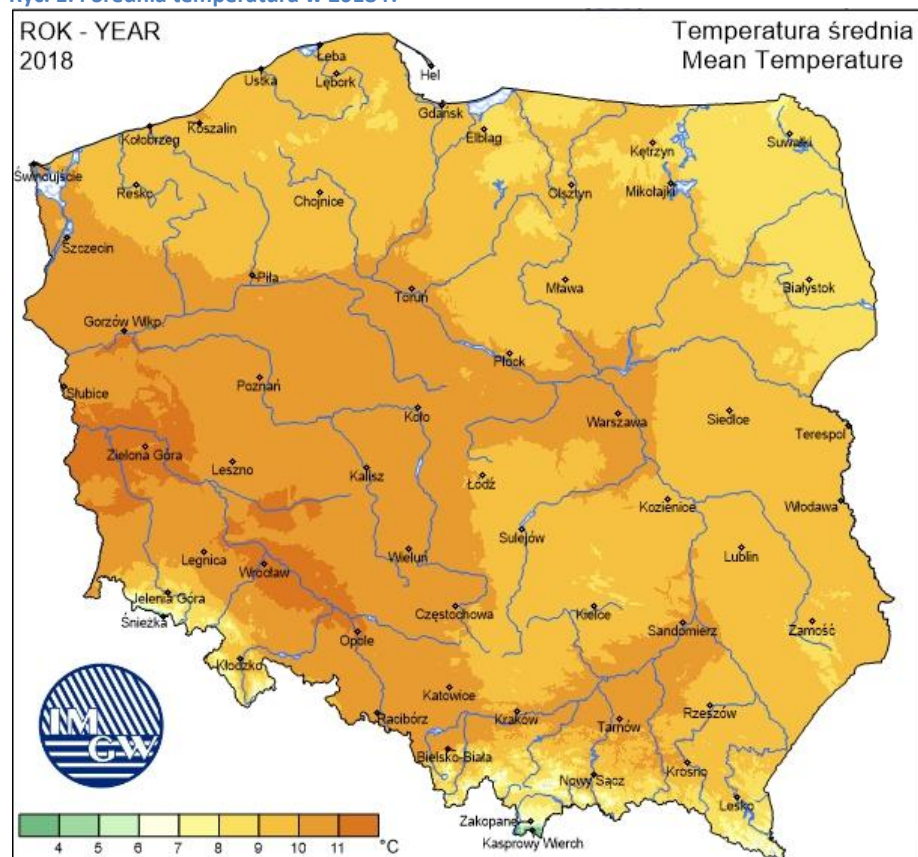 ROK - YEAR
2018
Temperatura średnia
Mean Temperature
Łeba
Hel
Ustka
Lębork
Gdańsk
Koszalin
Kołobrzeg
Elbląg
Suwałki
Kętrzyn
Świnoujście
Resko
Chojnice
Olsztyn
Mikołajki
Szczecin
Piła
Toruń
Mława
Białystok
Gorzów Wlkp.
Płock
Słubice
Poznań
Koło
Warszawa
Siedlce
Terespol
Zielona Góra
Leszno
Kalisz
Łódź
Kozienice
Włodawa
Sulejów
Legnica
Wrocław
Wieluń
Lublin
Jelenia Góra
Śnieżka
Częstochowa
Kielce
Sandomierz
Zamość
Opole
Kłodzko
Katowice
Racibórz
Kraków
Tarnów
Rzeszów
Bielsko-Biała
Nowy Sącz
Krosno
Lesko
Zakopane
Kasprowy Wierch
IM
GW
4 5 6 7 8 9 10 11 °C